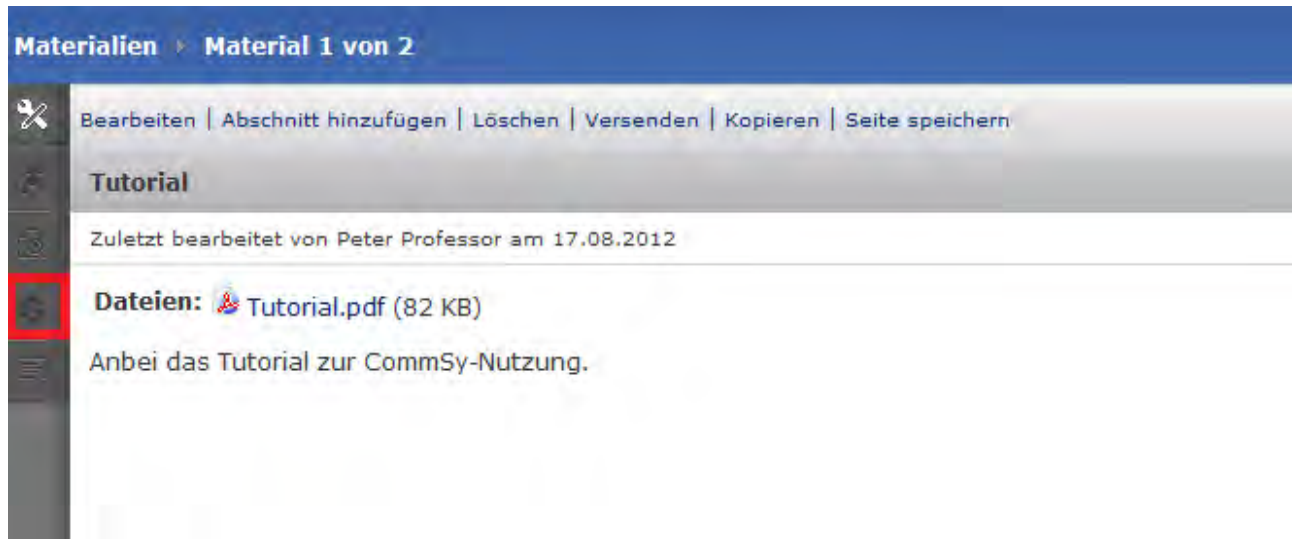 Materialien Material 1 von 2
Bearbeiten | Abschnitt hinzufügen | Löschen | Versenden | Kopieren | Seite speichern
Tutorial
Zuletzt bearbeitet von Peter Professor am 17.08.2012
Dateien: Tutorial.pdf (82 KB)
Anbei das Tutorial zur CommSy-Nutzung.